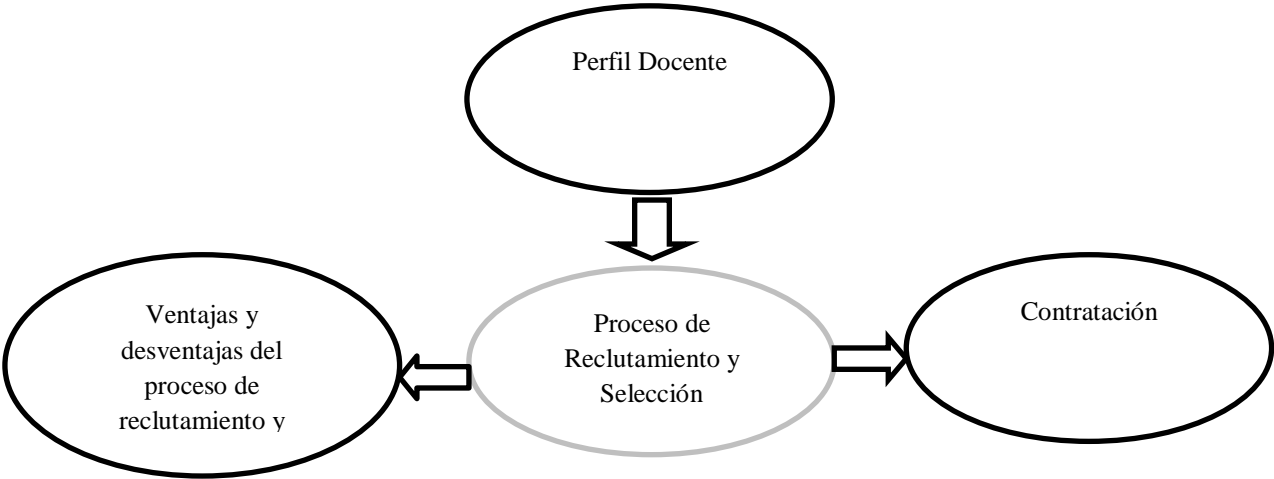 Perfil Docente
Ventajas y
desventajas del
proceso de
reclutamiento y
Proceso de
Reclutamiento y
Selección
Contratación